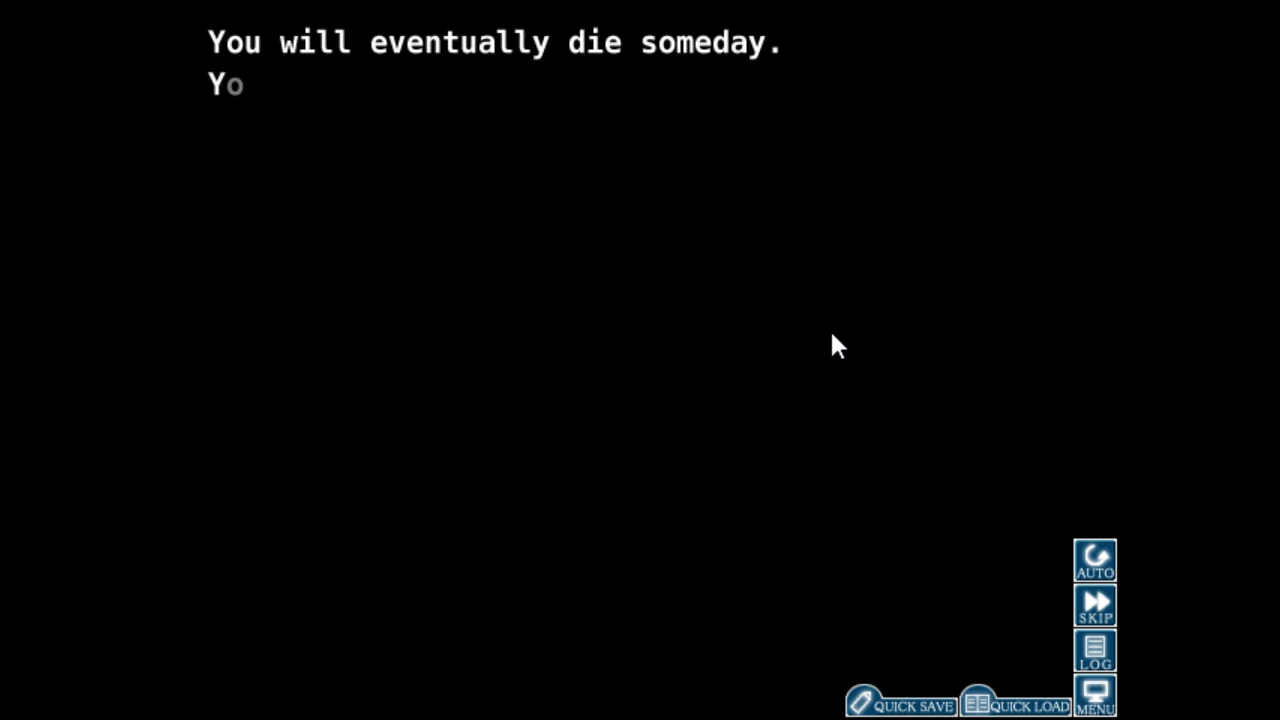 You will eventually die someday.
Yo
AUTO
SKIP
LOG
QUICK SAVE
QUICK LOAD
MENU